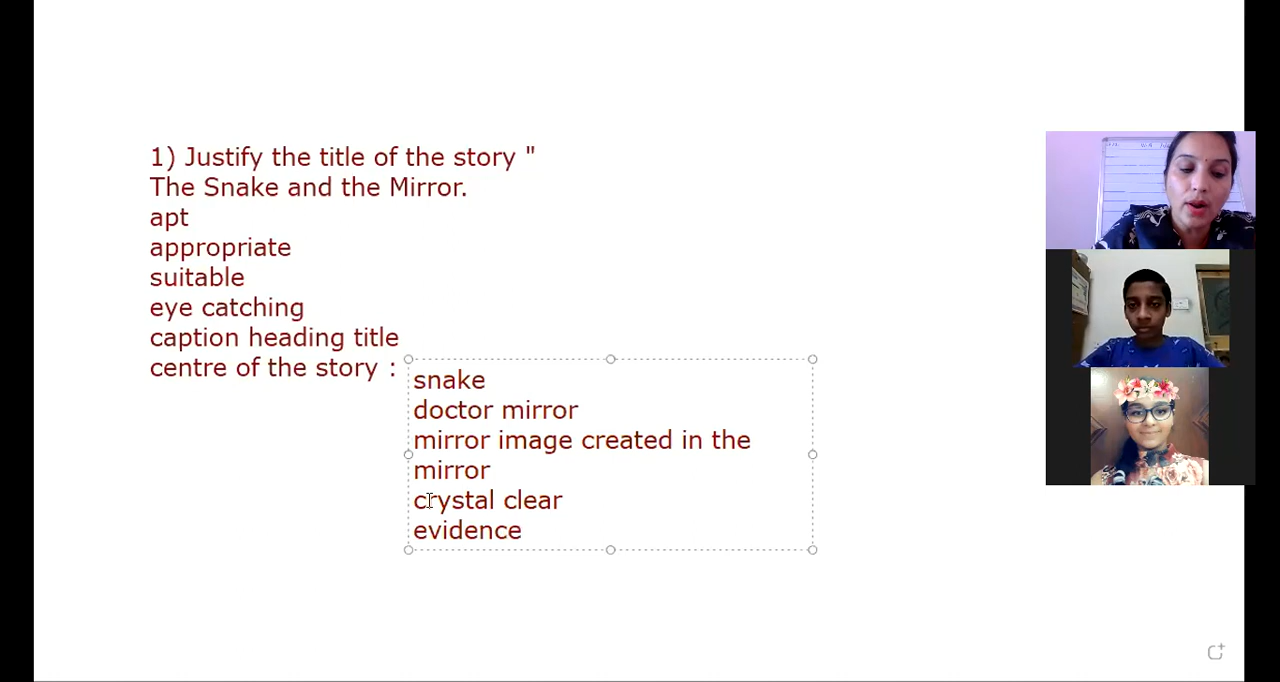 1) Justify the title of the story "
The Snake and the Mirror.
apt
appropriate
suitable
eye catching
caption heading title
centre of the story :
snake
doctor mirror
mirror image created in the
mirror
crystal clear
evidence